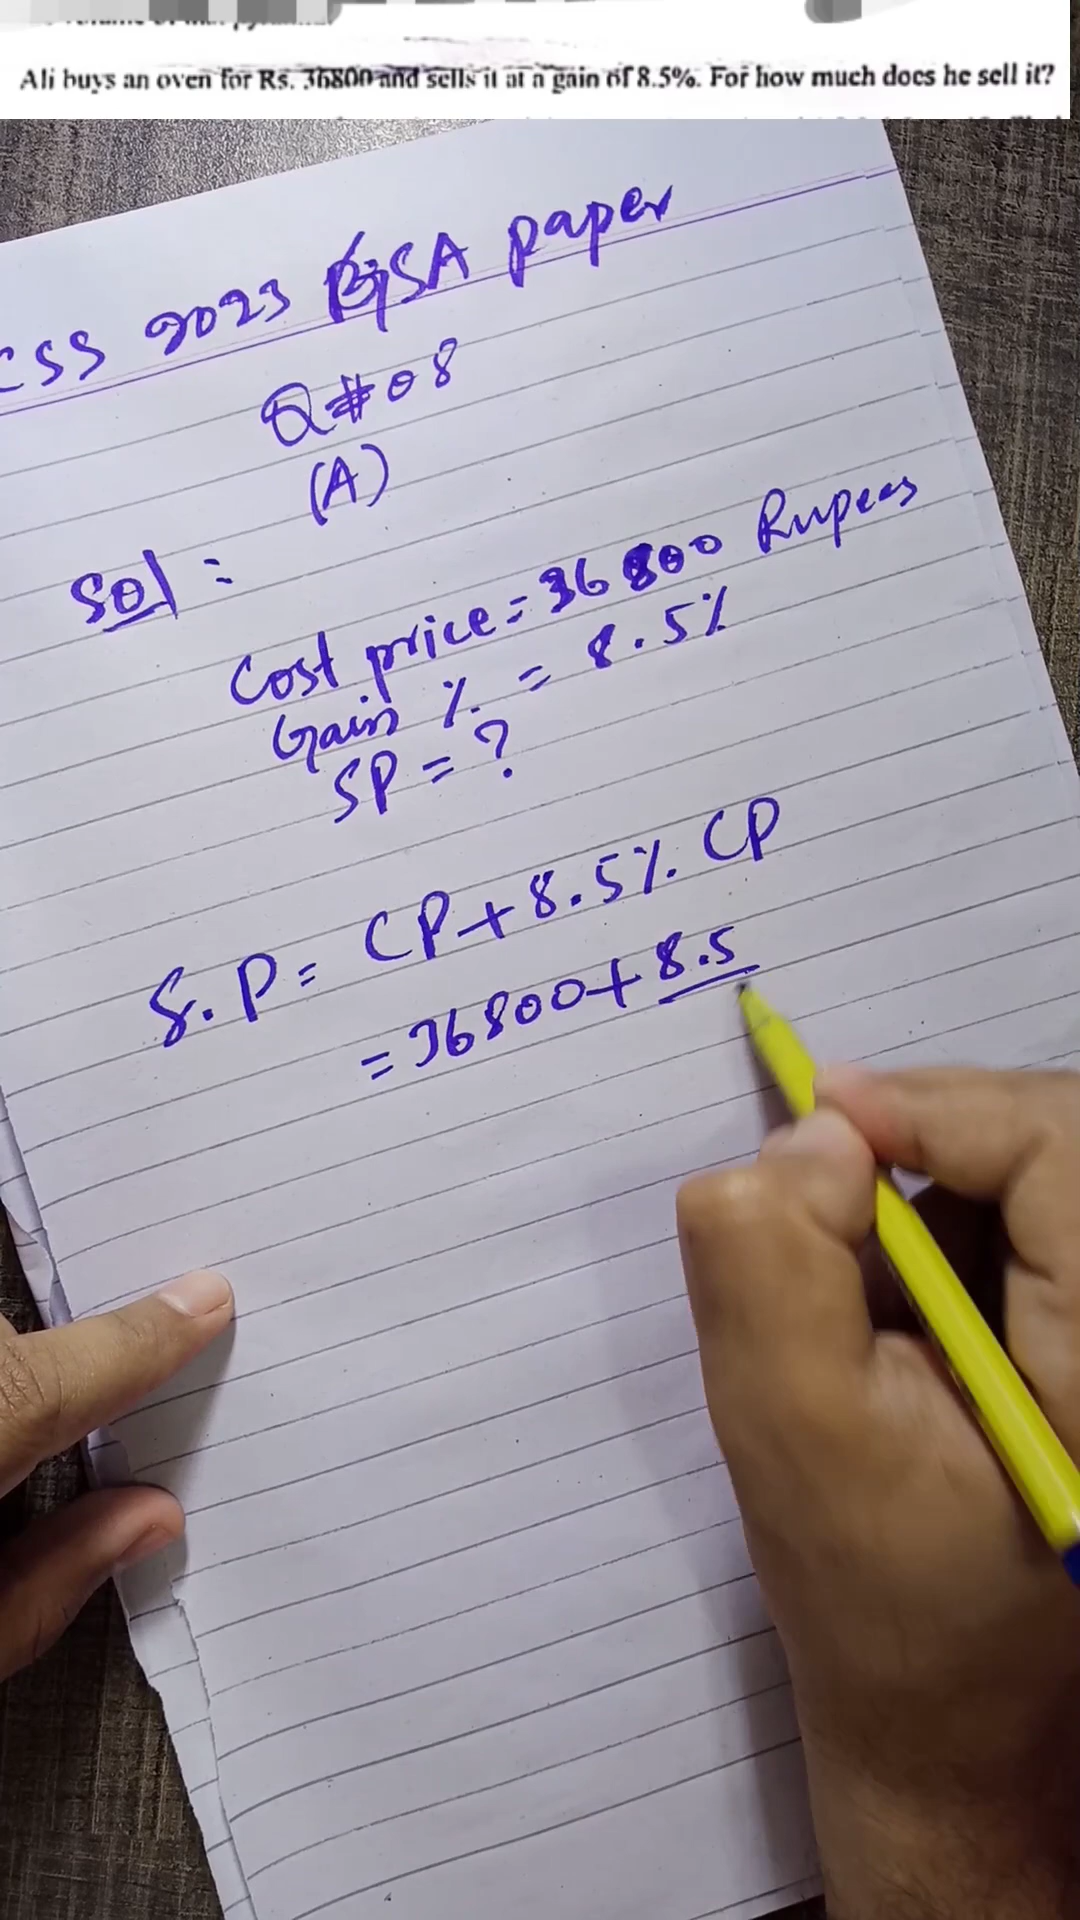 Ali buys an oven for Rs. 36800 and sells it at a gain of 8.5%. For how much does he sell it?
CSS 2023 GSA paper
Q#08
(A)
Sol:
Cost price = 36800 Rupees
Gain % = 8.5%
SP = ?
S.P = CP + 8.5% CP
= 36800 + 8.5